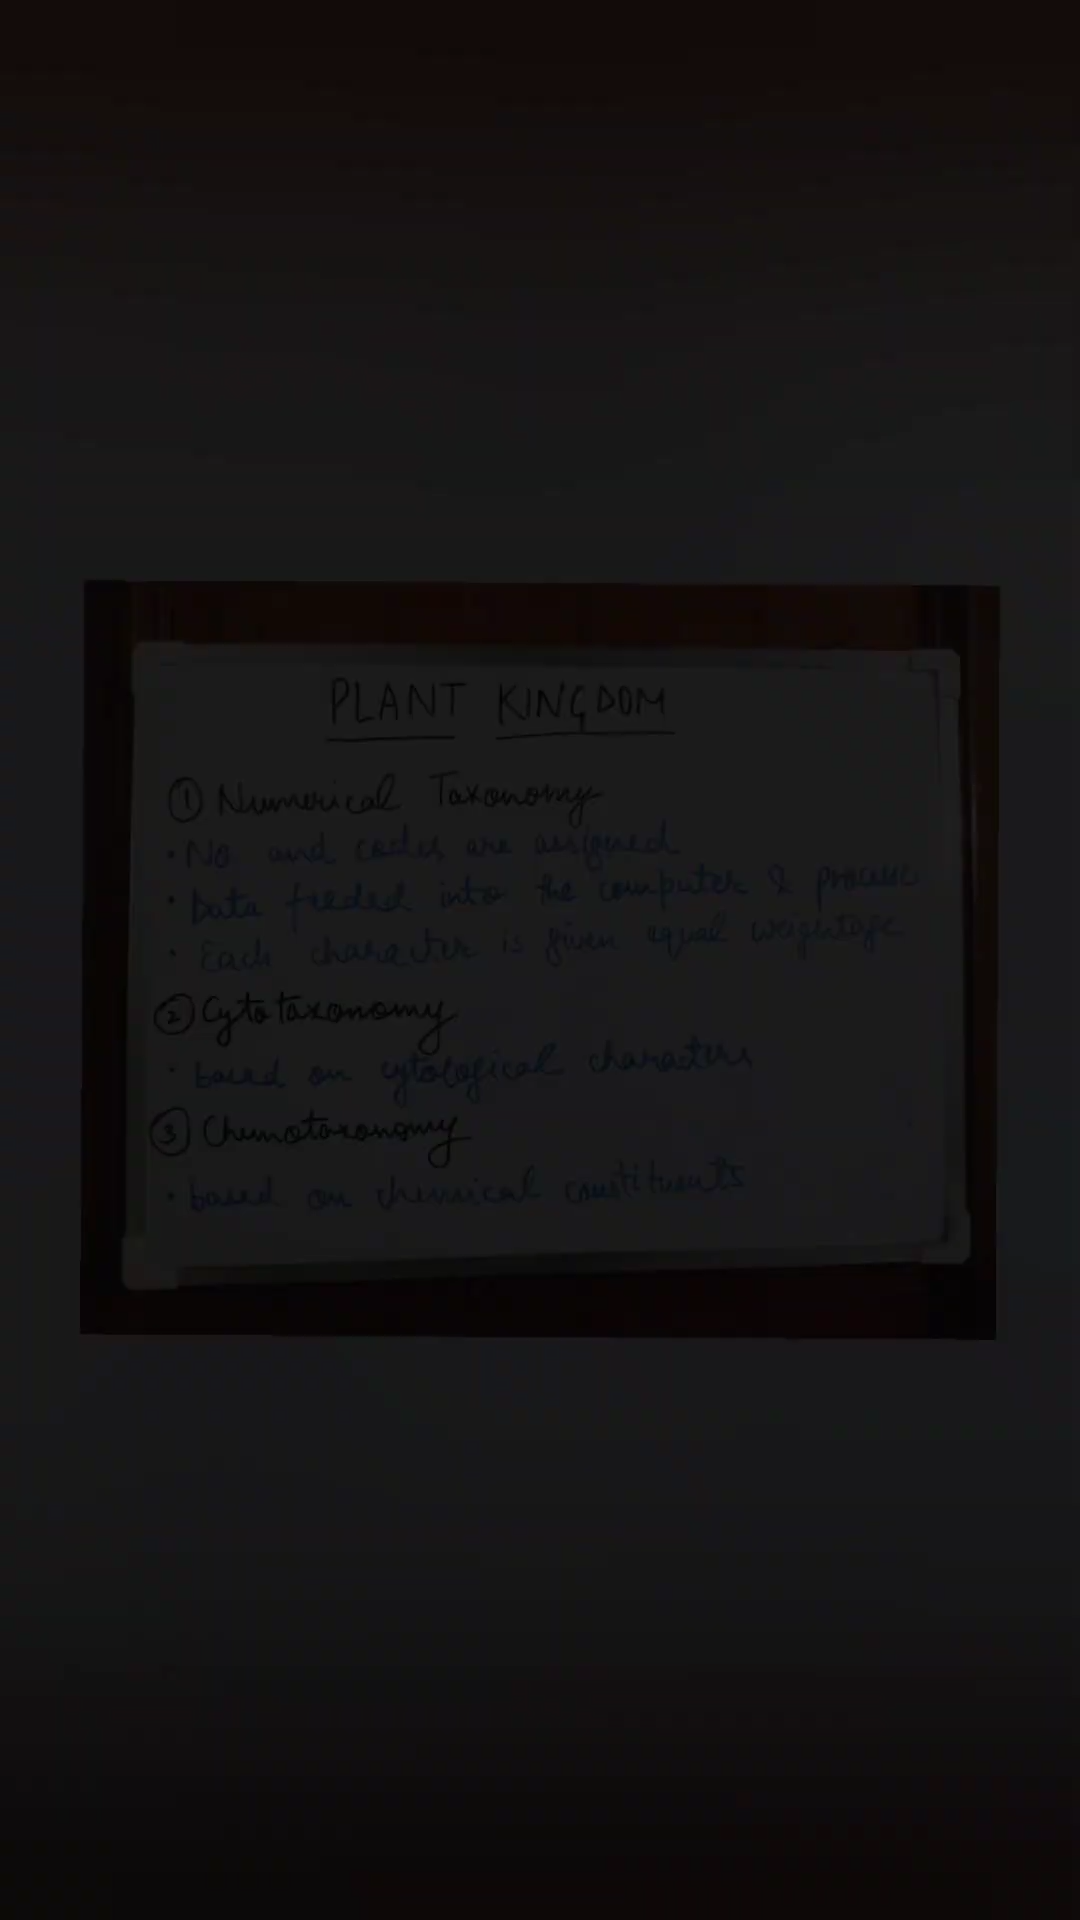 PLANT KINGDOM
① Numerical Taxonomy
• No and codes are assigned
• Data feeded into the computer & process
• Each character is given equal weightage
② Cytotaxonomy
• based on cytological characters
③ Chemotaxonomy
• based on chemical constituents